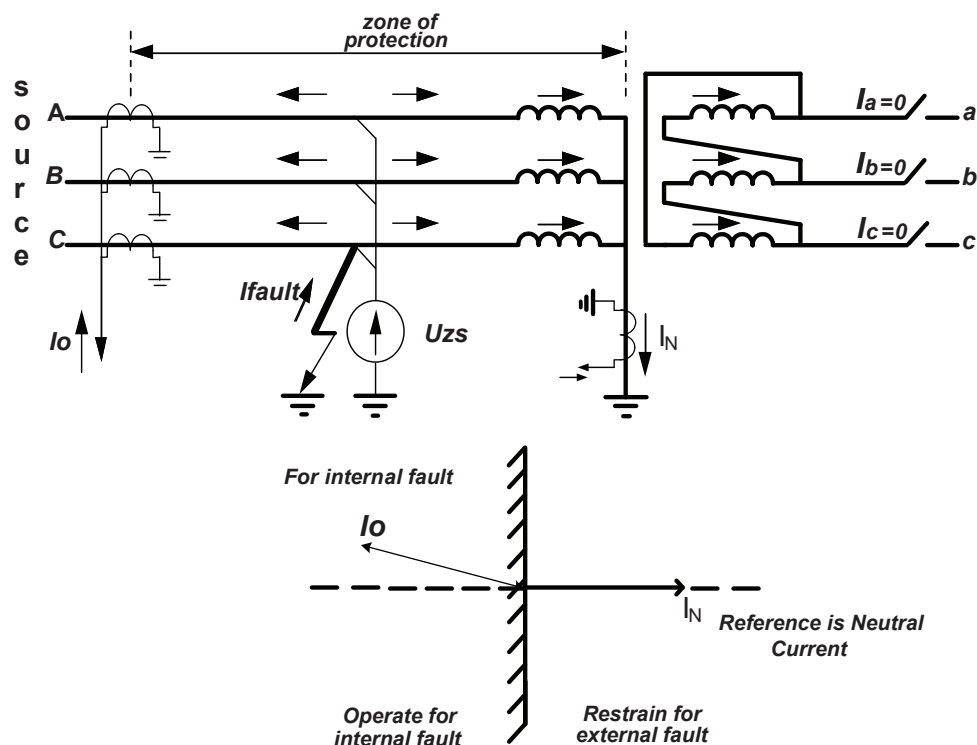 zone of
protection
source
A
B
C
Ia=0
a
Ib=0
b
Ic=0
c
Ifault
Uzs
Io
IN
For internal fault
Io
IN
Reference is Neutral
Current
Operate for
internal fault
Restrain for
external fault